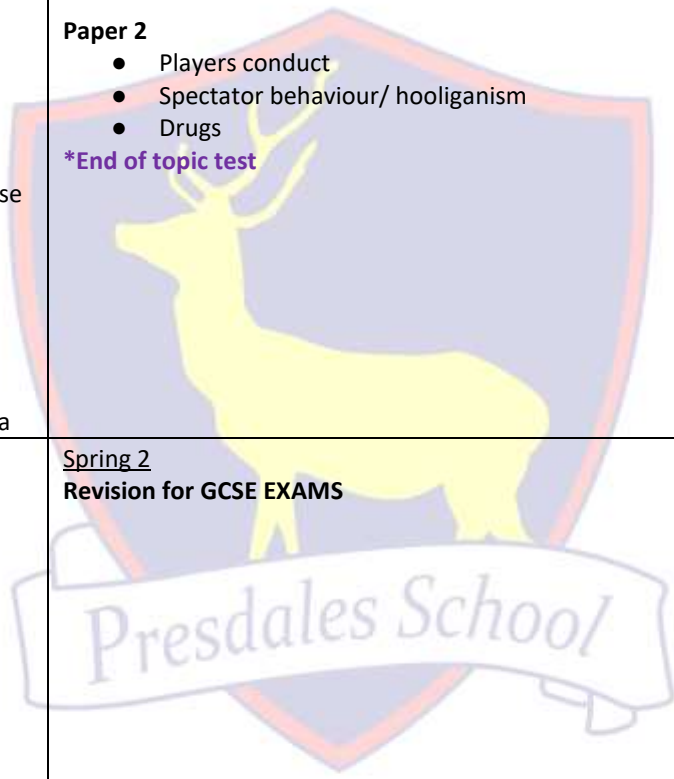 Paper 2
● Players conduct
● Spectator behaviour/ hooliganism
● Drugs
*End of topic test
se
a
Spring 2
Revision for GCSE EXAMS
Presdales School